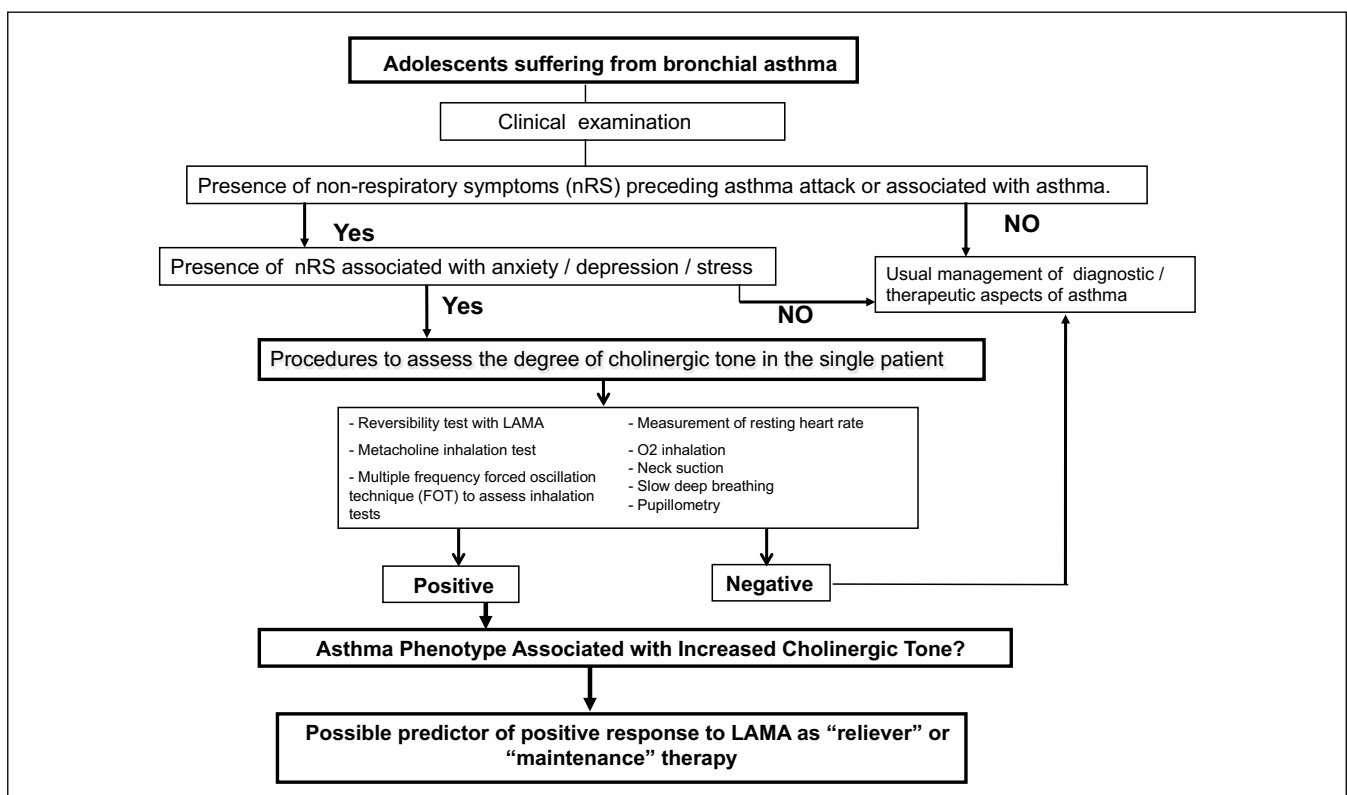 Adolescents suffering from bronchial asthma
Clinical examination
Presence of non-respiratory symptoms (nRS) preceding asthma attack or associated with asthma.
Yes
NO
Presence of nRS associated with anxiety / depression / stress
Usual management of diagnostic /
therapeutic aspects of asthma
Yes
NO
Procedures to assess the degree of cholinergic tone in the single patient
- Reversibility test with LAMA
- Metacholine inhalation test
- Multiple frequency forced oscillation
technique (FOT) to assess inhalation
tests
- Measurement of resting heart rate
- O2 inhalation
- Neck suction
- Slow deep breathing
- Pupillometry
Positive
Negative
Asthma Phenotype Associated with Increased Cholinergic Tone?
Possible predictor of positive response to LAMA as “reliever” or
“maintenance” therapy